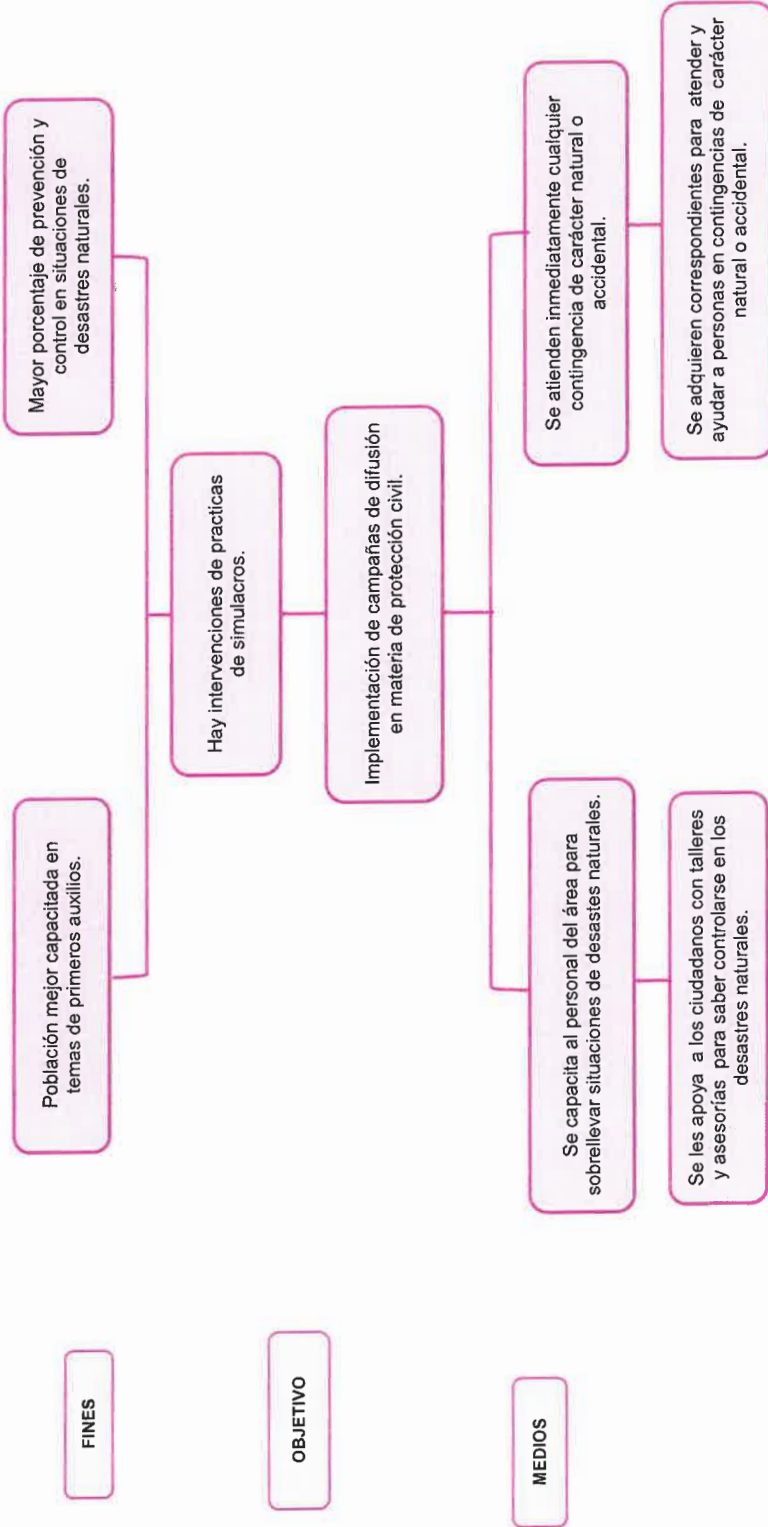 FINES
Población mejor capacitada en
temas de primeros auxilios.
Mayor porcentaje de prevención y
control en situaciones de
desastres naturales.
Hay intervenciones de practicas
de simulacros.
OBJETIVO
Implementación de campañas de difusión
en materia de protección civil.
MEDIOS
Se capacita al personal del área para
sobrellevar situaciones de desastes naturales.
Se atienden inmediatamente cualquier
contingencia de carácter natural o
accidental.
Se les apoya a los ciudadanos con talleres
y asesorías para saber controlarse en los
desastres naturales.
Se adquieren correspondientes para atender y
ayudar a personas en contingencias de carácter
natural o accidental.